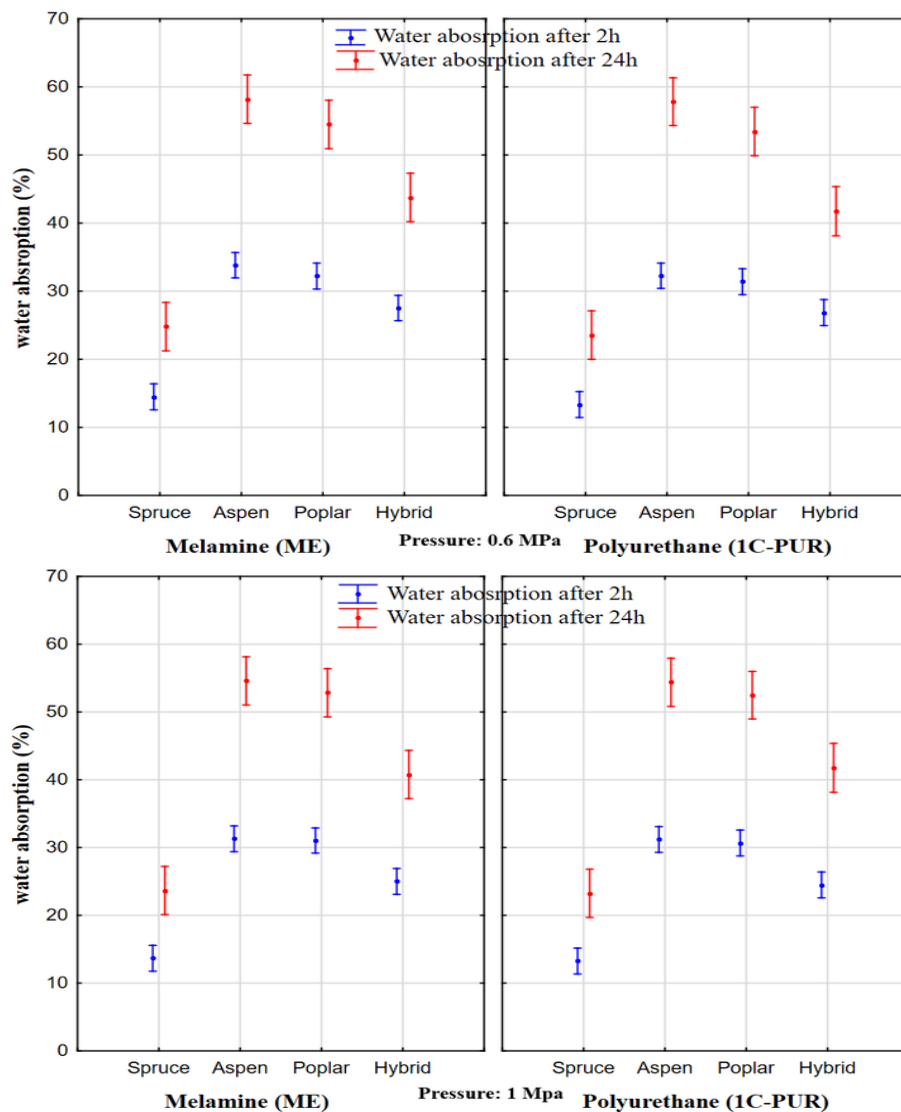 70
Water abosrption after 2h
Water abosrption after 24h
60
50
40
30
20
10
0
water absroption (%)
Spruce Aspen Poplar Hybrid Spruce Aspen Poplar Hybrid
Melamine (ME) Pressure: 0.6 MPa Polyurethane (1C-PUR)
70
Water abosrption after 2h
Water absorption after 24h
60
50
40
30
20
10
0
water absorption (%)
Spruce Aspen Poplar Hybrid Spruce Aspen Poplar Hybrid
Melamine (ME) Pressure: 1 Mpa Polyurethane (1C-PUR)